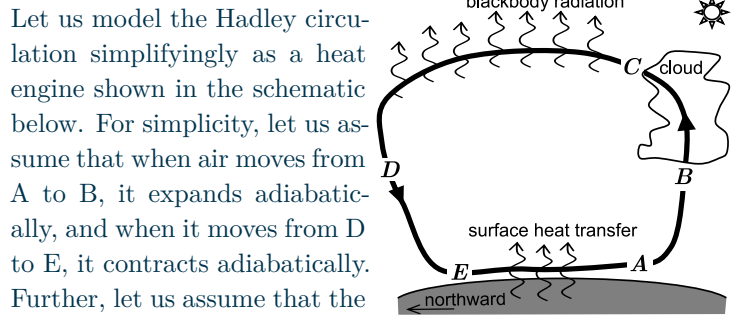 Let us model the Hadley circu-
lation simplifyingly as a heat
engine shown in the schematic
below. For simplicity, let us as-
sume that when air moves from
A to B, it expands adiabatic-
ally, and when it moves from D
to E, it contracts adiabatically.
Further, let us assume that the
blackbody radiation
C
cloud
D
B
surface heat transfer
E
A
northward